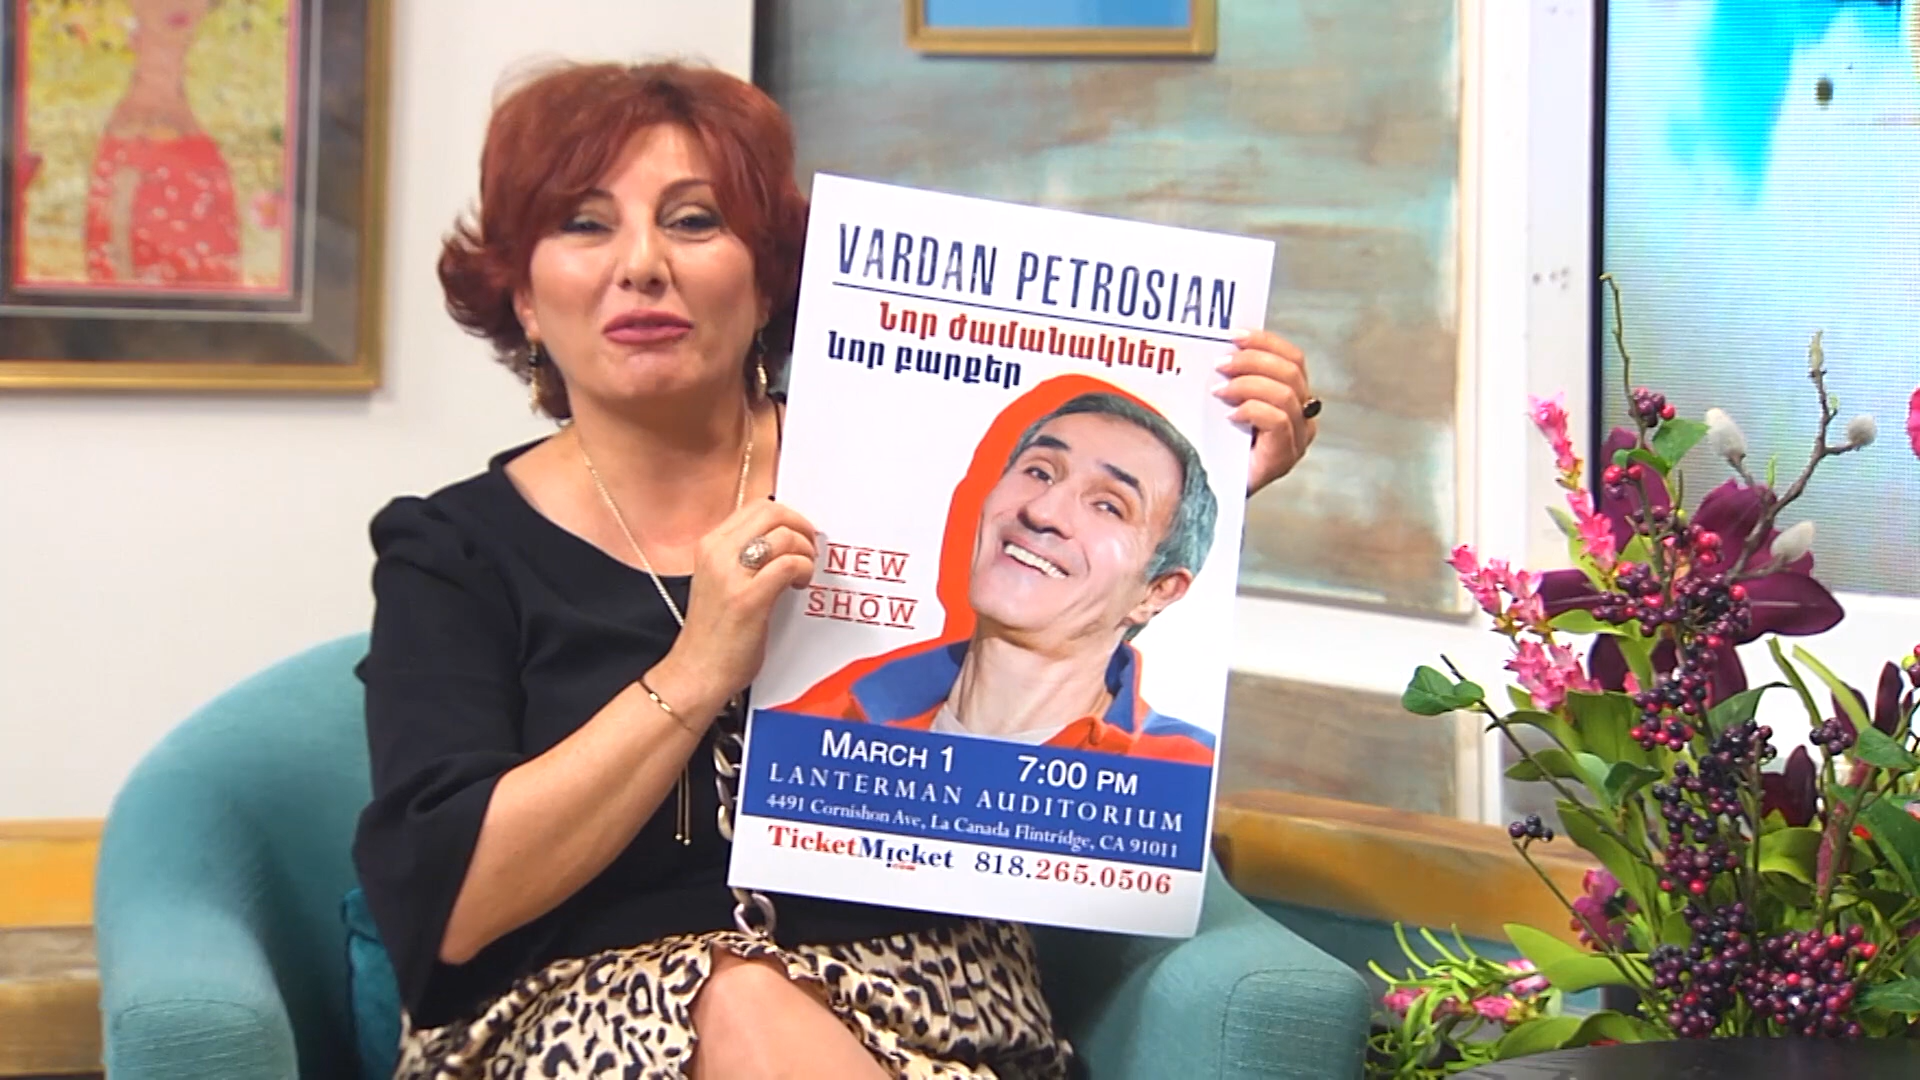 VARDAN PETROSIAN
Նոր ժամանակներ,
նոր բարքեր
NEW
SHOW
MARCH 1 7:00 PM
LANTERMAN AUDITORIUM
4491 Cornishon Ave, La Canada Flintridge, CA 91011
TicketMicket.com 818.265.0506